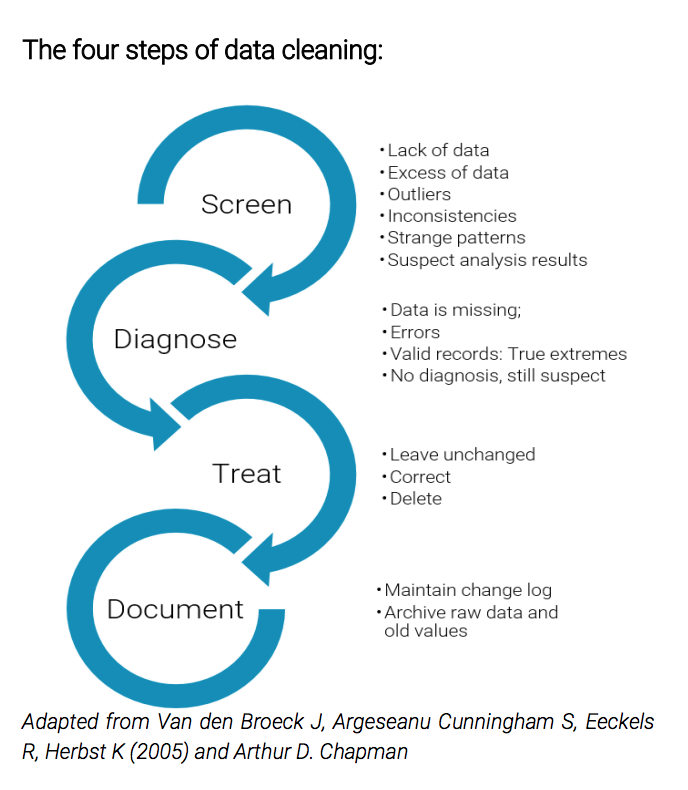 The four steps of data cleaning:
Screen
• Lack of data
• Excess of data
• Outliers
• Inconsistencies
• Strange patterns
• Suspect analysis results
Diagnose
• Data is missing;
• Errors
• Valid records: True extremes
• No diagnosis, still suspect
Treat
• Leave unchanged
• Correct
• Delete
Document
• Maintain change log
• Archive raw data and
old values
Adapted from Van den Broeck J, Argeseanu Cunningham S, Eeckels
R, Herbst K (2005) and Arthur D. Chapman